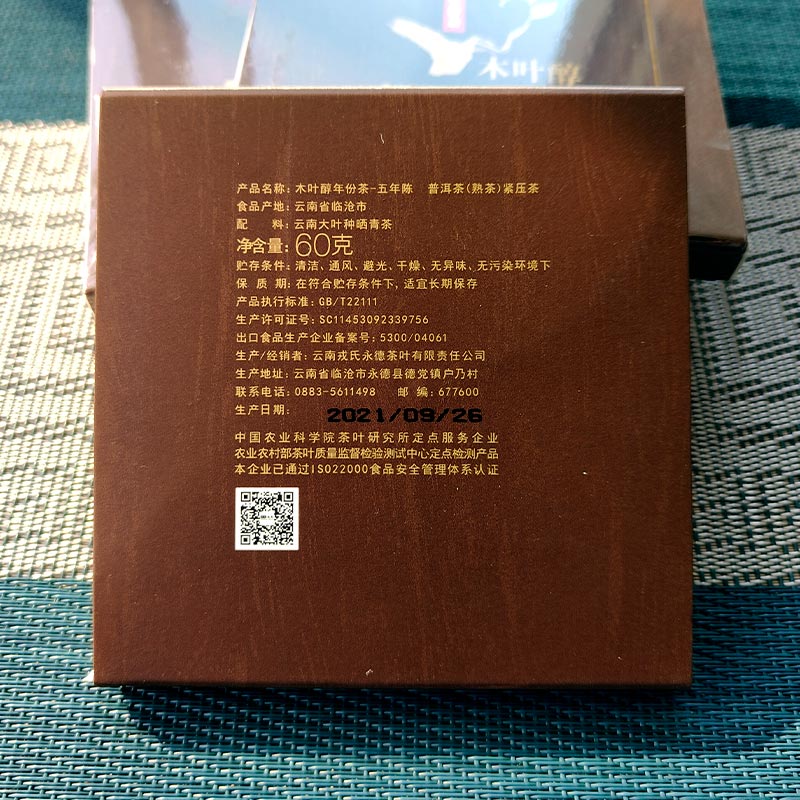 木叶醇
产品名称：木叶醇年份茶-五年陈 普洱茶(熟茶)紧压茶
食品产地：云南省临沧市
配 料：云南大叶种晒青茶
净含量：60克
贮存条件：清洁、通风、避光、干燥、无异味、无污染环境下
保 质 期：在符合贮存条件下，适宜长期保存
产品执行标准：GB/T22111
生产许可证号：SC11453092339756
出口食品生产企业备案号：5300/04061
生产/经销者：云南戎氏永德茶叶有限责任公司
生产地址：云南省临沧市永德县德党镇户乃村
联系电话：0883-5611498 邮 编：677600
生产日期： 2021/09/26
中国农业科学院茶叶研究所定点服务企业
农业农村部茶叶质量监督检验测试中心定点检测产品
本企业已通过ISO22000食品安全管理体系认证